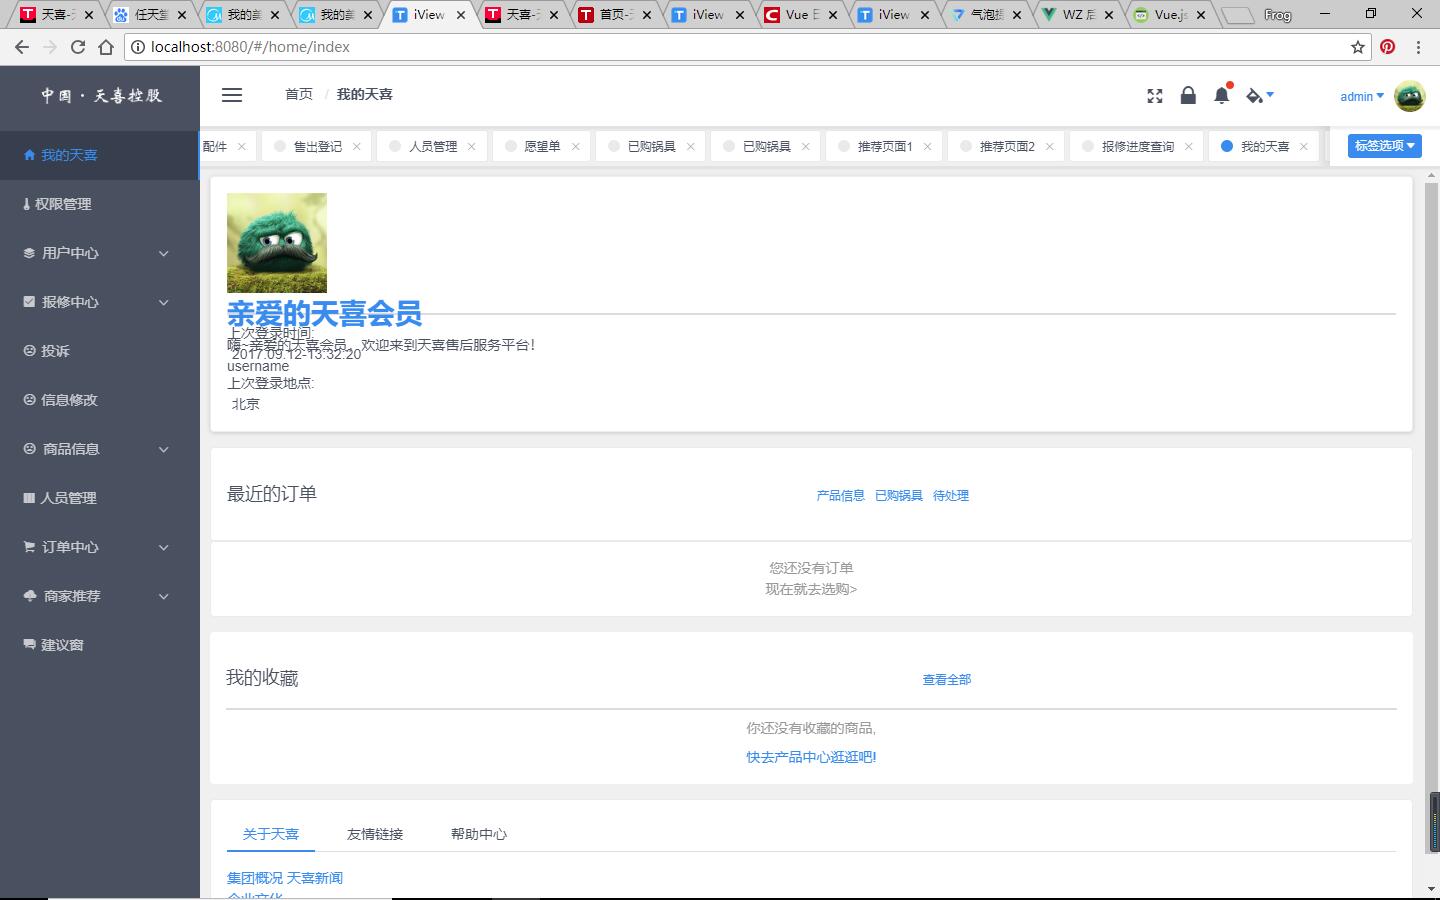 天喜-天
任天堂
我的美
我的美
iView
天喜-天
首页-天
iView
Vue E
iView
气泡提
WZ 后
Vue.js
Frog
localhost:8080/#/home/index
中国·天喜控股
首页 / 我的天喜
admin
配件
售出登记
人员管理
愿望单
已购锅具
已购锅具
推荐页面1
推荐页面2
报修进度查询
我的天喜
标签选项
我的天喜
权限管理
用户中心
报修中心
投诉
信息修改
商品信息
人员管理
订单中心
商家推荐
建议窗
亲爱的天喜会员
上次登录时间:
嗨~亲爱的天喜会员，欢迎来到天喜售后服务平台！
2017.09.12-13:32:20
username
上次登录地点:
北京
最近的订单
产品信息 已购锅具 待处理
您还没有订单
现在就去选购>
我的收藏
查看全部
你还没有收藏的商品,
快去产品中心逛逛吧!
关于天喜 友情链接 帮助中心
集团概况 天喜新闻
企业文化